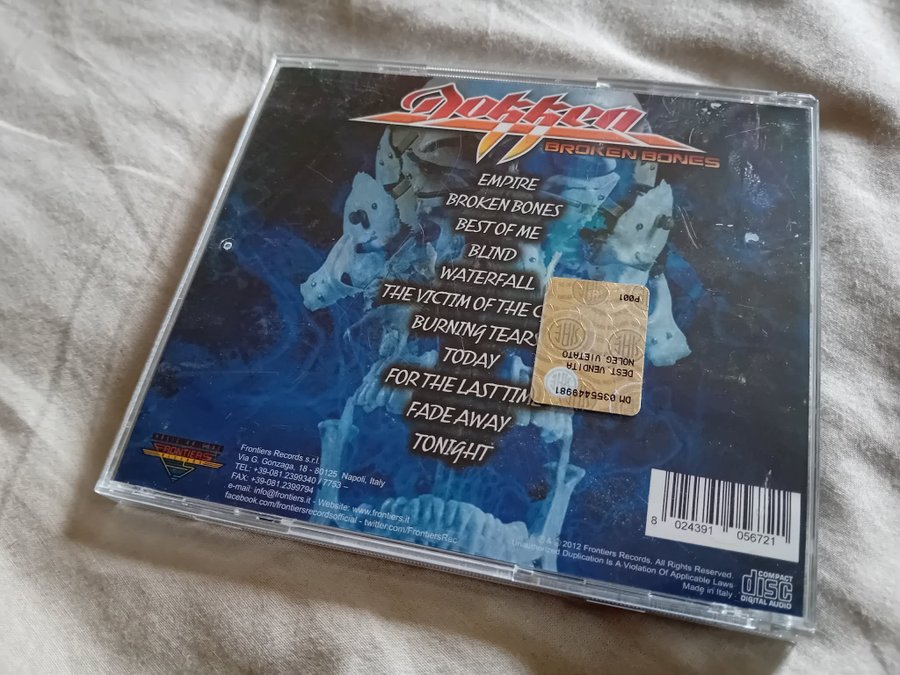 Dokken
BROKEN BONES
EMPIRE
BROKEN BONES
BEST OF ME
BLIND
WATERFALL
THE VICTIM OF THE C
BURNING TEARS
TODAY
FOR THE LAST TIM
FADE AWAY
TONIGHT
P001
DEST. VENDITA
NOLEG.VIETATO
DM 0355449981
FRONTIERS
Frontiers Records s.r.l.
Via G. Gonzaga, 18 - 80125 Napoli, Italy
TEL: +39-081.2399340 / 7753 –
FAX: +39-081.2399794
e-mail: info@frontiers.it - Website: www.frontiers.it
facebook.com/frontiersrecordsofficial - twitter.com/FrontiersRec
8 024391 056721
& © 2012 Frontiers Records, All Rights Reserved.
Unauthorized Duplication Is A Violation Of Applicable Laws
Made in Italy
COMPACT
disc
DIGITAL AUDIO